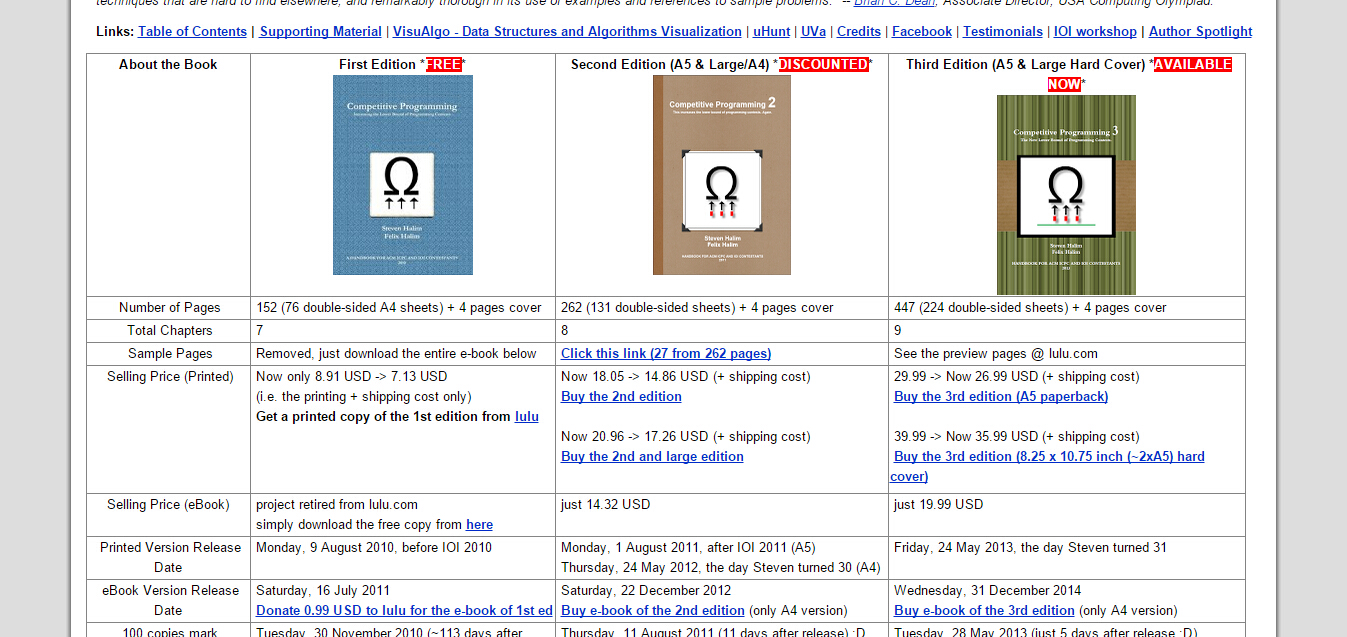 techniques that are hard to find elsewhere, and remarkably thorough in its use of examples and references to sample problems." -- Brian C. Dean, Associate Director, USA Computing Olympiad.
Links: Table of Contents | Supporting Material | VisuAlgo - Data Structures and Algorithms Visualization | uHunt | UVa | Credits | Facebook | Testimonials | IOI workshop | Author Spotlight
About the Book
First Edition *FREE*
Competitive Programming
Increasing the Lower Bound of Programming Contests
Steven Halim
Felix Halim
A HANDBOOK FOR ACM ICPC AND IOI CONTESTANTS
2010
Second Edition (A5 & Large/A4) *DISCOUNTED*
Competitive Programming 2
This increases the lower bound of programming contests. Again.
Steven Halim
Felix Halim
HANDBOOK FOR ACM ICPC AND IOI CONTESTANTS
2011
Third Edition (A5 & Large Hard Cover) *AVAILABLE
NOW*
Competitive Programming 3
The New Lower Bound of Programming Contests
Steven Halim
Felix Halim
HANDBOOK FOR ACM ICPC AND IOI CONTESTANTS
2013
Number of Pages
152 (76 double-sided A4 sheets) + 4 pages cover
262 (131 double-sided sheets) + 4 pages cover
447 (224 double-sided sheets) + 4 pages cover
Total Chapters
7
8
9
Sample Pages
Removed, just download the entire e-book below
Click this link (27 from 262 pages)
See the preview pages @ lulu.com
Selling Price (Printed)
Now only 8.91 USD -> 7.13 USD
(i.e. the printing + shipping cost only)
Get a printed copy of the 1st edition from lulu
Now 18.05 -> 14.86 USD (+ shipping cost)
Buy the 2nd edition
Now 20.96 -> 17.26 USD (+ shipping cost)
Buy the 2nd and large edition
29.99 -> Now 26.99 USD (+ shipping cost)
Buy the 3rd edition (A5 paperback)
39.99 -> Now 35.99 USD (+ shipping cost)
Buy the 3rd edition (8.25 x 10.75 inch (~2xA5) hard
cover)
Selling Price (eBook)
project retired from lulu.com
simply download the free copy from here
just 14.32 USD
just 19.99 USD
Printed Version Release
Date
Monday, 9 August 2010, before IOI 2010
Monday, 1 August 2011, after IOI 2011 (A5)
Thursday, 24 May 2012, the day Steven turned 30 (A4)
Friday, 24 May 2013, the day Steven turned 31
eBook Version Release
Date
Saturday, 16 July 2011
Donate 0.99 USD to lulu for the e-book of 1st ed
Saturday, 22 December 2012
Buy e-book of the 2nd edition (only A4 version)
Wednesday, 31 December 2014
Buy e-book of the 3rd edition (only A4 version)
100 copies mark
Tuesday, 30 November 2010 (~113 days after
Thursday, 11 August 2011 (11 days after release) :D
Tuesday, 28 May 2013 (just 5 days after release :D)